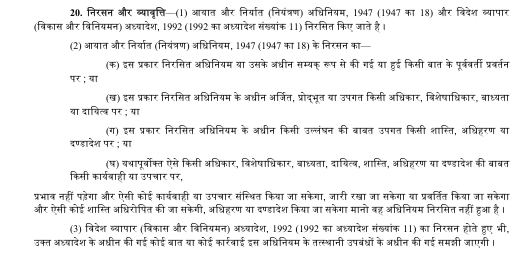 20. निरसन और व्यावृत्ति—(1) आयात और निर्यात (नियंत्रण) अधिनियम, 1947 (1947 का 18) और विदेश व्यापार
(विकास और विनियमन) अध्यादेश, 1992 (1992 का अध्यादेश संख्यांक 11) निरसित किए जाते है ।
(2) आयात और निर्यात (नियंत्रण) अधिनियम, 1947 (1947 का 18) के निरसन का—
(क) इस प्रकार निरसित अधिनियम या उसके अधीन सम्यक् रूप से की गई या हुई किसी बात के पूर्ववर्ती प्रवर्तन
पर ; या
(ख) इस प्रकार निरसित अधिनियम के अधीन अर्जित, प्रोद्‍भूत या उपगत किसी अधिकार, विशेषाधिकार, बाध्यता
या दायित्व पर ; या
(ग) इस प्रकार निरसित अधिनियम के अधीन किसी उल्लंघन की बाबत उपगत किसी शास्ति, अधिहरण या
दण्डादेश पर ; या
(घ) यथापूर्वोक्त ऐसे किसी अधिकार, विशेषाधिकार, बाध्यता, दायित्व, शास्ति, अधिहरण या दण्डादेश की बाबत
किसी कार्यवाही या उपचार पर,
प्रभाव नहीं पड़ेगा और ऐसी कोई कार्यवाही या उपचार संस्थित किया जा सकेगा, जारी रखा जा सकेगा या प्रवर्तित किया जा सकेगा
और ऐसी कोई शास्ति अधिरोपित की जा सकेगी, अधिहरण या दण्डादेश किया जा सकेगा मानो वह अधिनियम निरसित नहीं हुआ है ।
(3) विदेश व्यापार (विकास और विनियमन) अध्यादेश, 1992 (1992 का अध्यादेश संख्यांक 11) का निरसन होते हुए भी,
उक्त अध्यादेश के अधीन की गई कोई बात या कोई कार्रवाई इस अधिनियम के तत्स्थानी उपबंधों के अधीन की गई समझी जाएगी ।